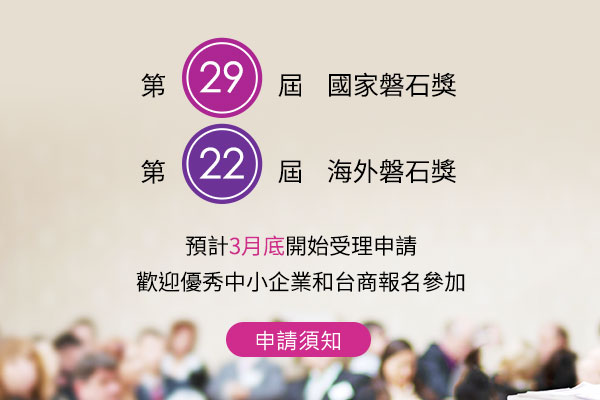 第 29 屆 國家磐石獎
第 22 屆 海外磐石獎
預計3月底開始受理申請
歡迎優秀中小企業和台商報名參加
申請須知